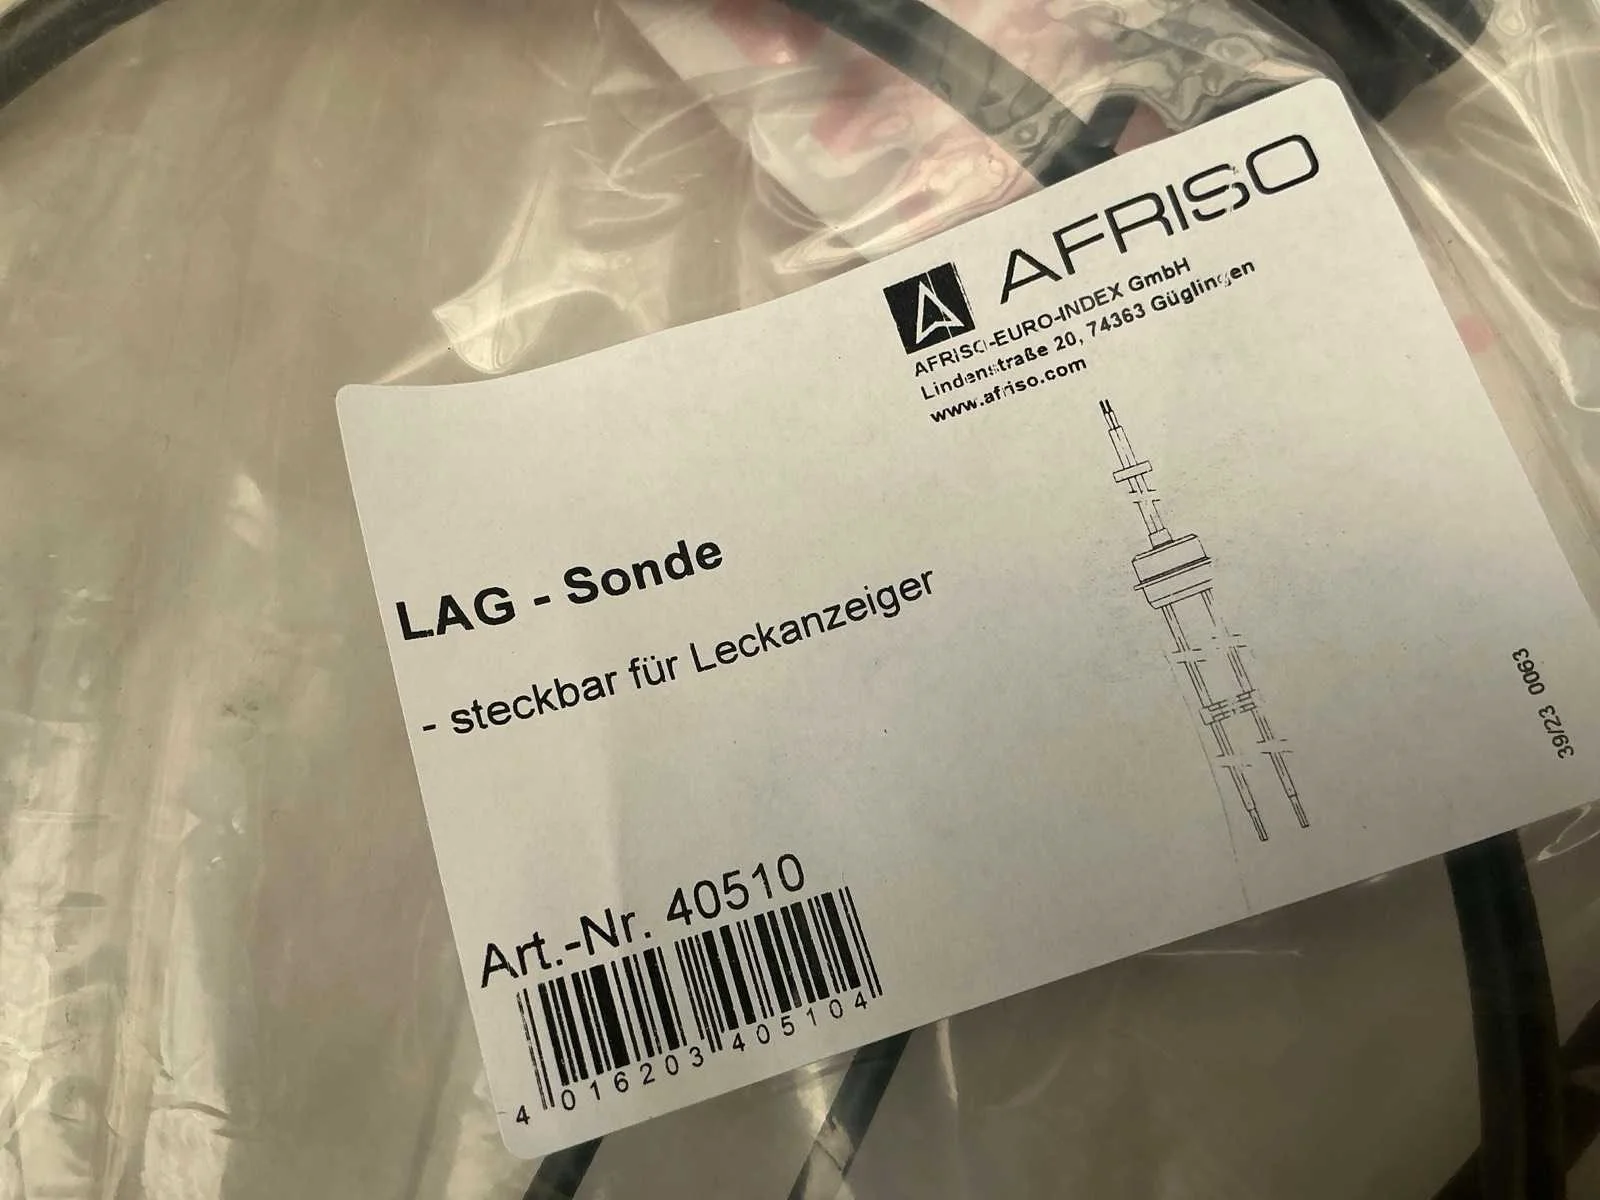 AFRISO
AFRISO-EURO-INDEX GmbH
Lindenstraße 20, 74363 Güglingen
www.afriso.com
LAG - Sonde
- steckbar für Leckanzeiger
39/23 0063
Art.-Nr. 40510
4 016203 405104